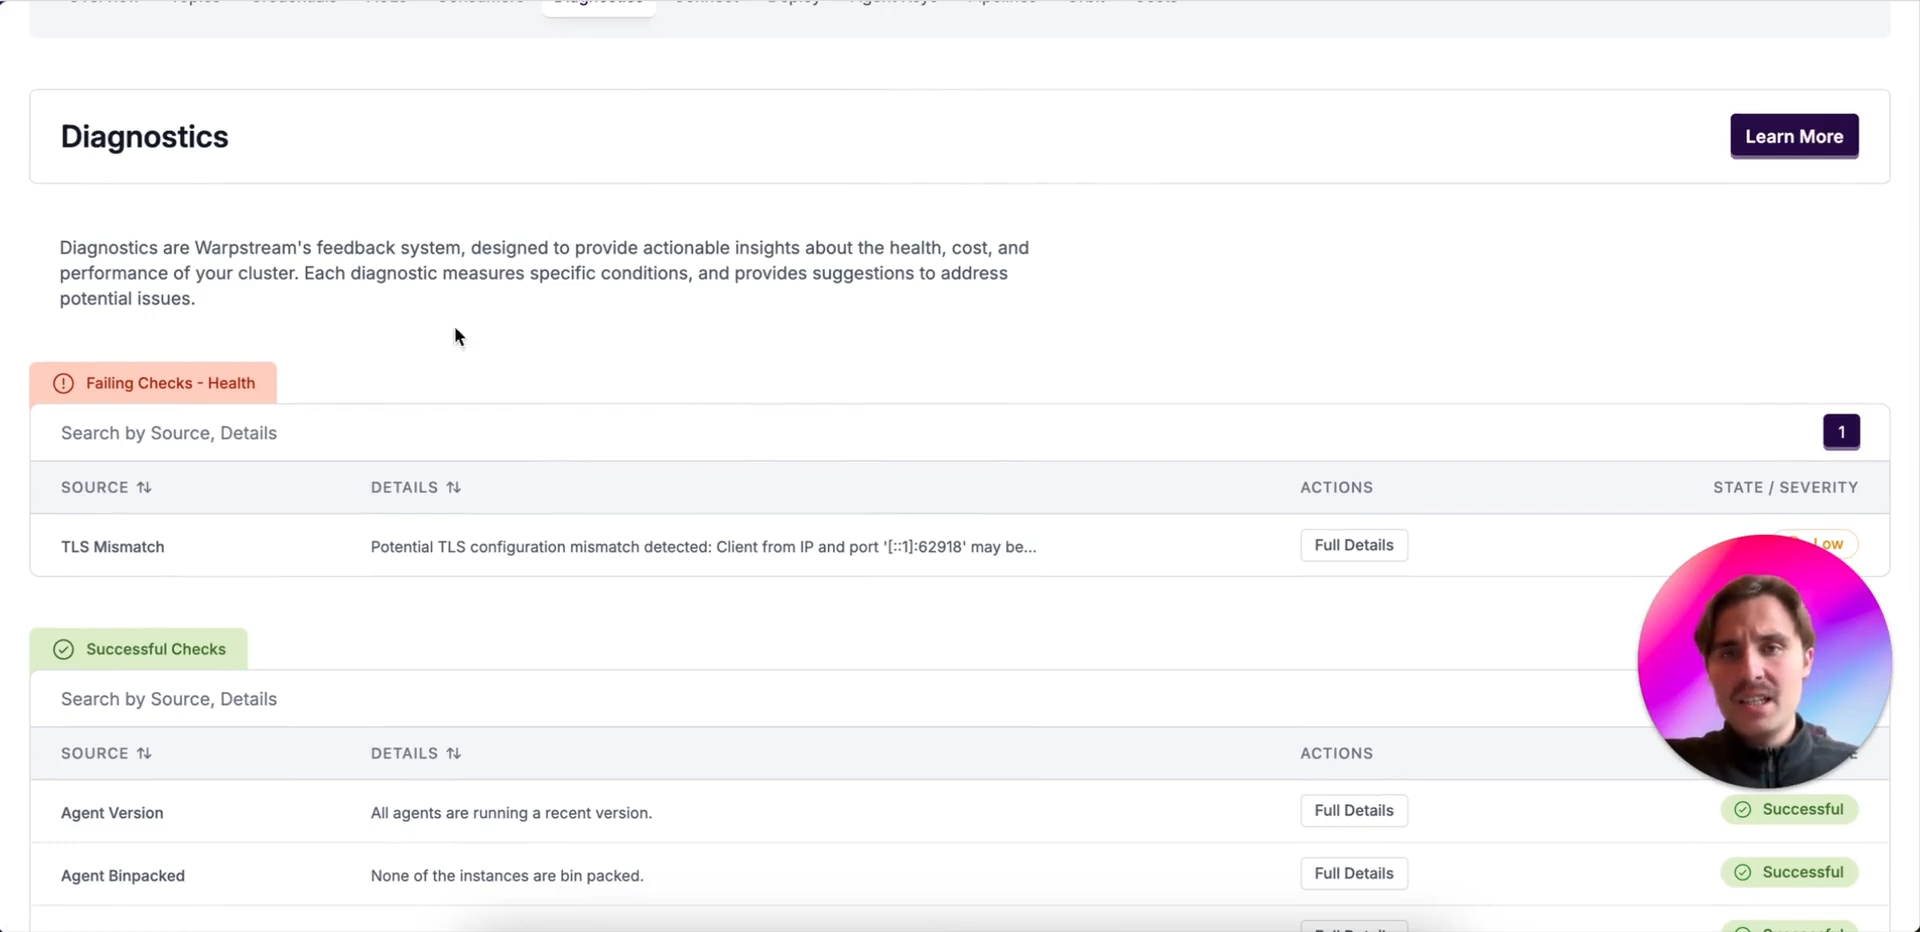 Diagnostics
Learn More
Diagnostics are Warpstream's feedback system, designed to provide actionable insights about the health, cost, and
performance of your cluster. Each diagnostic measures specific conditions, and provides suggestions to address
potential issues.
Failing Checks - Health
Search by Source, Details
1
SOURCE DETAILS ACTIONS STATE / SEVERITY
TLS Mismatch Potential TLS configuration mismatch detected: Client from IP and port '[::1]:62918' may be... Full Details Low
Successful Checks
Search by Source, Details
SOURCE DETAILS ACTIONS
Agent Version All agents are running a recent version. Full Details Successful
Agent Binpacked None of the instances are bin packed. Full Details Successful